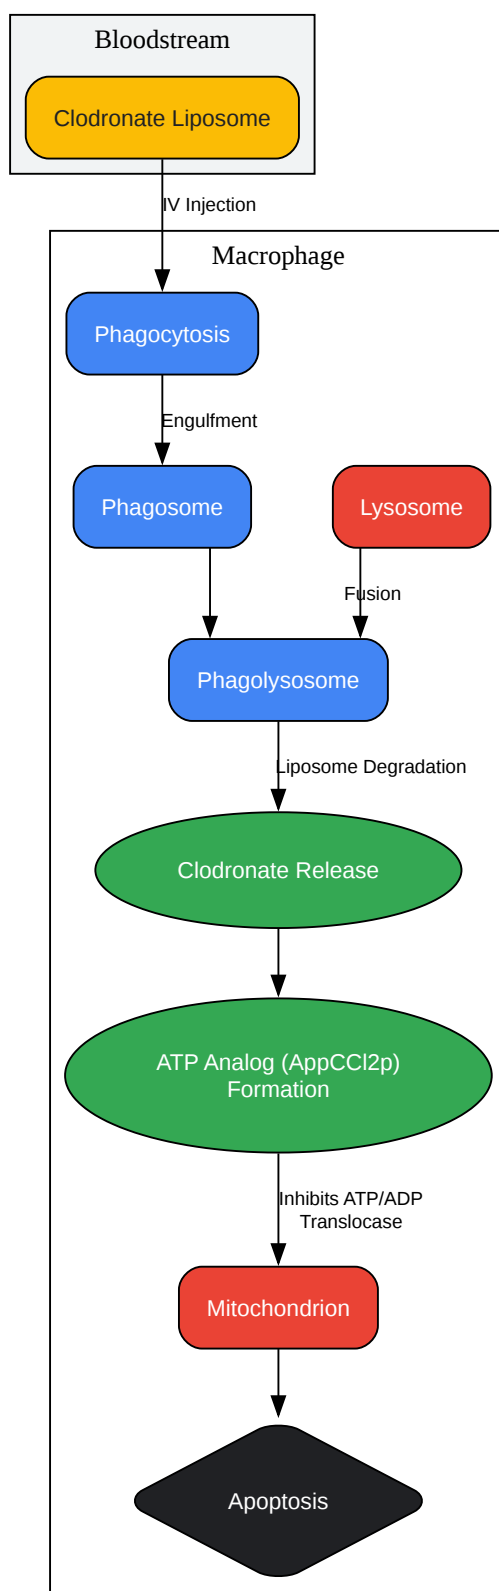 Bloodstream
Clodronate Liposome
IV Injection
Macrophage
Phagocytosis
Engulfment
Phagosome
Lysosome
Fusion
Phagolysosome
Liposome Degradation
Clodronate Release
ATP Analog (AppCCl2p)
Formation
Inhibits ATP/ADP
Translocase
Mitochondrion
Apoptosis